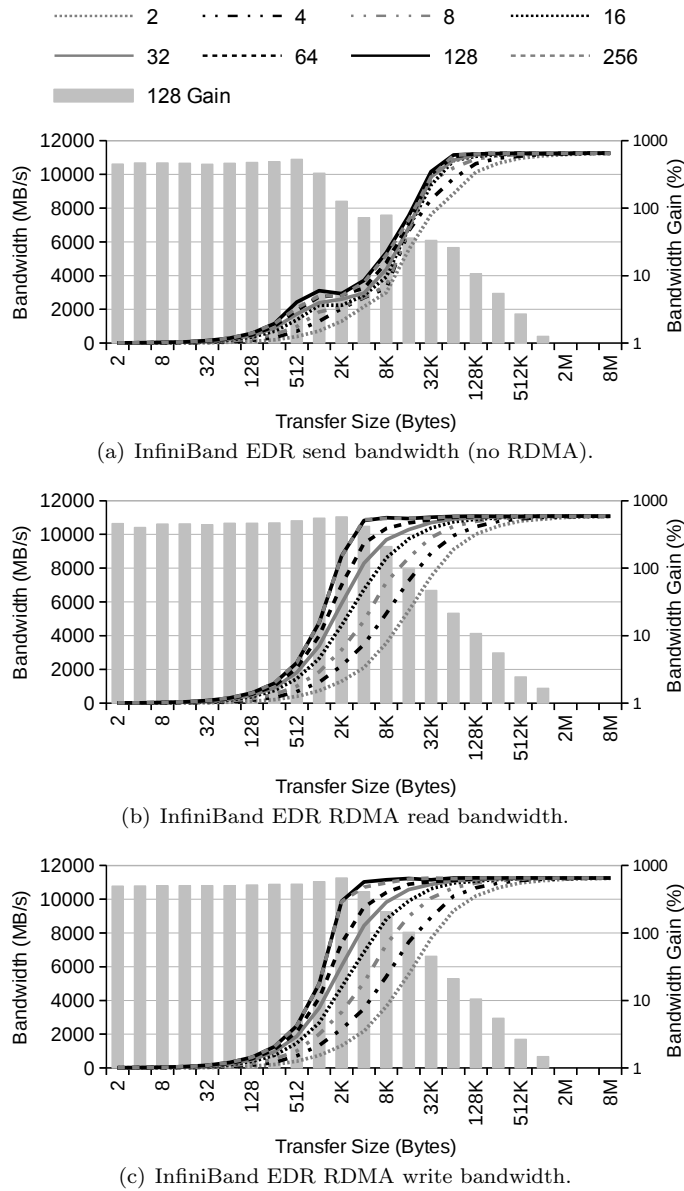 2 4 8 16
32 64 128 256
128 Gain
12000 1000
10000
8000 100
6000
4000 10
2000
0 1
Bandwidth (MB/s)
Bandwidth Gain (%)
2 8 32 128 512 2K 8K 32K 128K 512K 2M 8M
Transfer Size (Bytes)
(a) InfiniBand EDR send bandwidth (no RDMA).
12000 1000
10000
8000 100
6000
4000 10
2000
0 1
Bandwidth (MB/s)
Bandwidth Gain (%)
2 8 32 128 512 2K 8K 32K 128K 512K 2M 8M
Transfer Size (Bytes)
(b) InfiniBand EDR RDMA read bandwidth.
12000 1000
10000
8000 100
6000
4000 10
2000
0 1
Bandwidth (MB/s)
Bandwidth Gain (%)
2 8 32 128 512 2K 8K 32K 128K 512K 2M 8M
Transfer Size (Bytes)
(c) InfiniBand EDR RDMA write bandwidth.